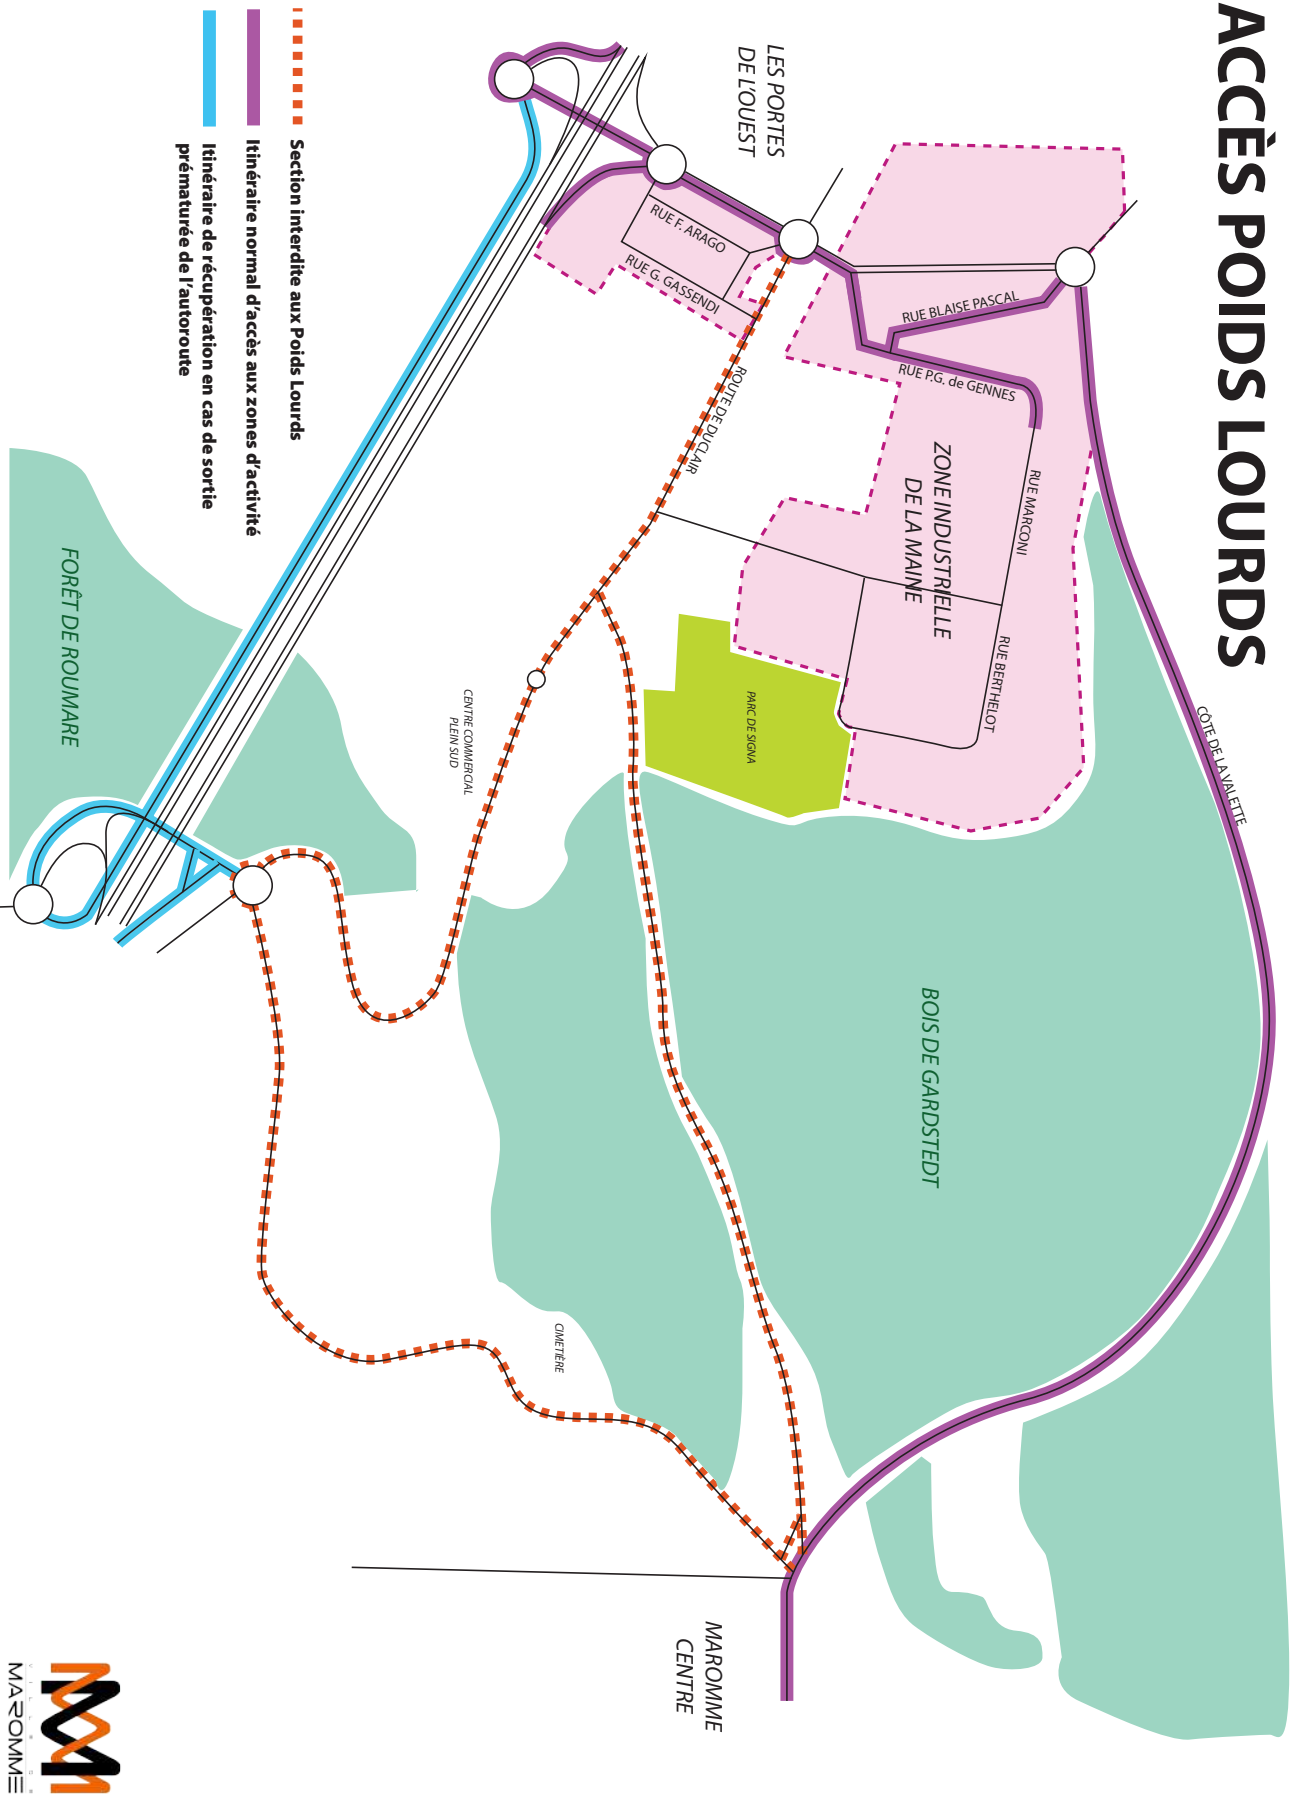 ACCÈS POIDS LOURDS
LES PORTES
DE L'OUEST
RUE F. ARAGO
RUE G. GASSENDI
RUE BLAISE PASCAL
RUE P.G. de GENNES
ROUTE DE DUCLAIR
ZONE INDUSTRIELLE
DE LA MAINE
RUE MARCONI
RUE BERTHELOT
CÔTE DE LA VALETTE
PARC DE SIGNA
CENTRE COMMERCIAL
PLEIN SUD
BOIS DE GARDSTEDT
FORÊT DE ROUMARE
CIMETIÈRE
MAROMME
CENTRE
Section interdite aux Poids Lourds
Itinéraire normal d'accès aux zones d'activité
Itinéraire de récupération en cas de sortie
prématurée de l'autoroute
MAROMME